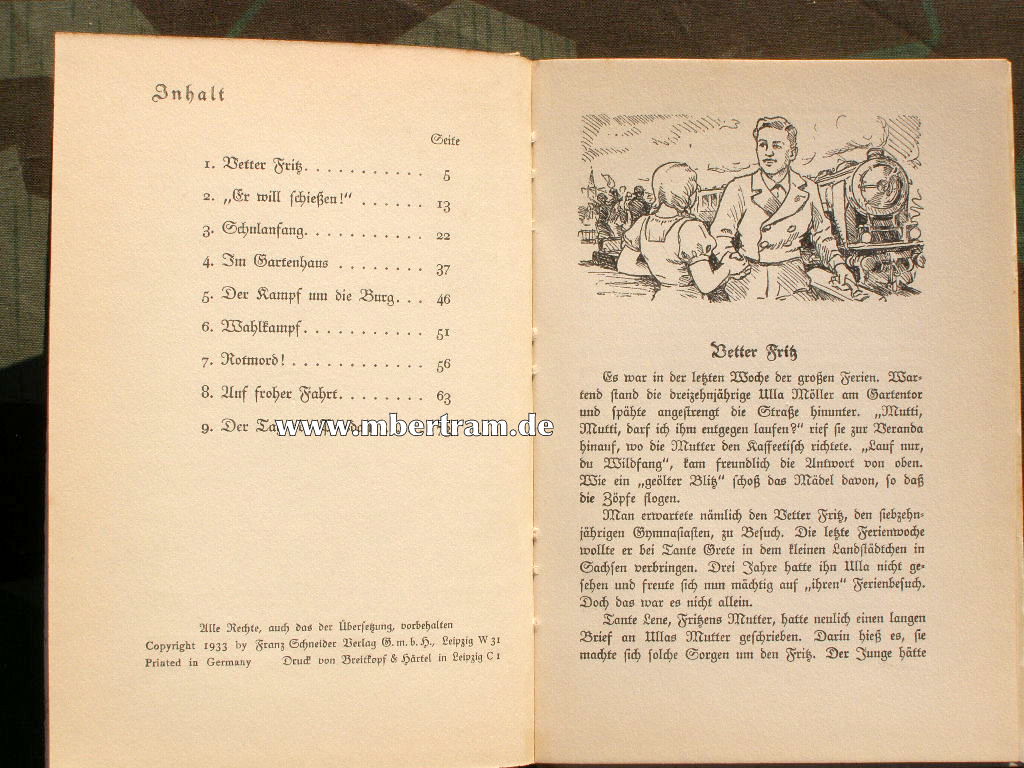 Inhalt
Seite
1. Vetter Fritz. . . . . . . . . . . . 5
2. „Er will schießen!“ . . . . . . 13
3. Schulanfang. . . . . . . . . . . . 22
4. Im Gartenhaus . . . . . . . . 37
5. Der Kampf um die Burg. . . 46
6. Wahlkampf. . . . . . . . . . . . 51
7. Rotmord! . . . . . . . . . . . . 56
8. Auf froher Fahrt. . . . . . . . 63
9. Der
www.mbertram.de
Alle Rechte, auch das der Übersetzung, vorbehalten
Copyright 1933 by Franz Schneider Verlag G. m. b. H., Leipzig W 31
Printed in Germany Druck von Breitkopf & Härtel in Leipzig C 1
Vetter Fritz
Es war in der letzten Woche der großen Ferien. War-
tend stand die dreizehnjährige Ulla Möller am Gartentor
und spähte angestrengt die Straße hinunter. „Mutti,
Mutti, darf ich ihm entgegen laufen?“ rief sie zur Veranda
hinauf, wo die Mutter den Kaffeetisch richtete. „Lauf nur,
du Wildfang“, kam freundlich die Antwort von oben.
Wie ein „geölter Blitz“ schoß das Mädel davon, so daß
die Zöpfe flogen.
Man erwartete nämlich den Vetter Fritz, den siebzehn-
jährigen Gymnasiasten, zu Besuch. Die letzte Ferienwoche
wollte er bei Tante Grete in dem kleinen Landstädtchen in
Sachsen verbringen. Drei Jahre hatte ihn Ulla nicht ge-
sehen und freute sich nun mächtig auf „ihren“ Ferienbesuch.
Doch das war es nicht allein.
Tante Lene, Fritzens Mutter, hatte neulich einen langen
Brief an Ullas Mutter geschrieben. Darin hieß es, sie
machte sich solche Sorgen um den Fritz. Der Junge hätte